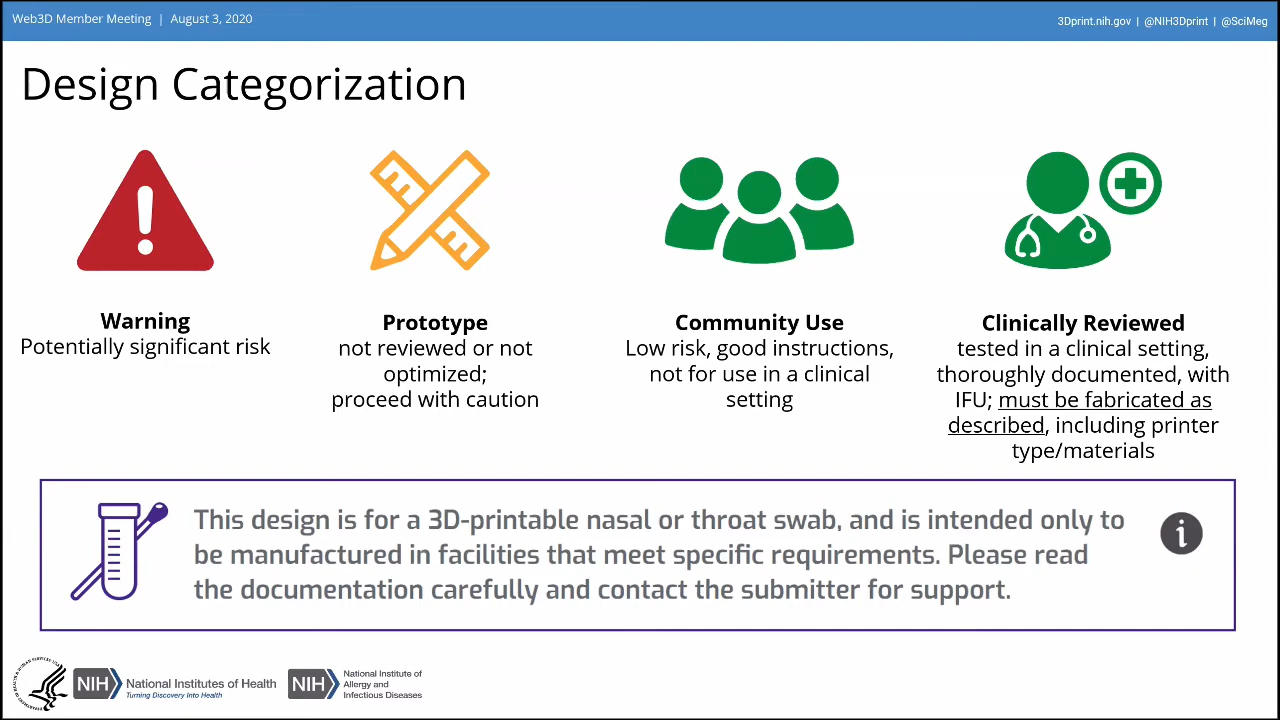 Web3D Member Meeting | August 3, 2020
3Dprint.nih.gov | @NIH3Dprint | @SciMeg
Design Categorization
Warning
Potentially significant risk
Prototype
not reviewed or not
optimized;
proceed with caution
Community Use
Low risk, good instructions,
not for use in a clinical
setting
Clinically Reviewed
tested in a clinical setting,
thoroughly documented, with
IFU; must be fabricated as
described, including printer
type/materials
This design is for a 3D-printable nasal or throat swab, and is intended only to
be manufactured in facilities that meet specific requirements. Please read
the documentation carefully and contact the submitter for support.
i
NIH
National Institutes of Health
Turning Discovery Into Health
NIH
National Institute of
Allergy and
Infectious Diseases